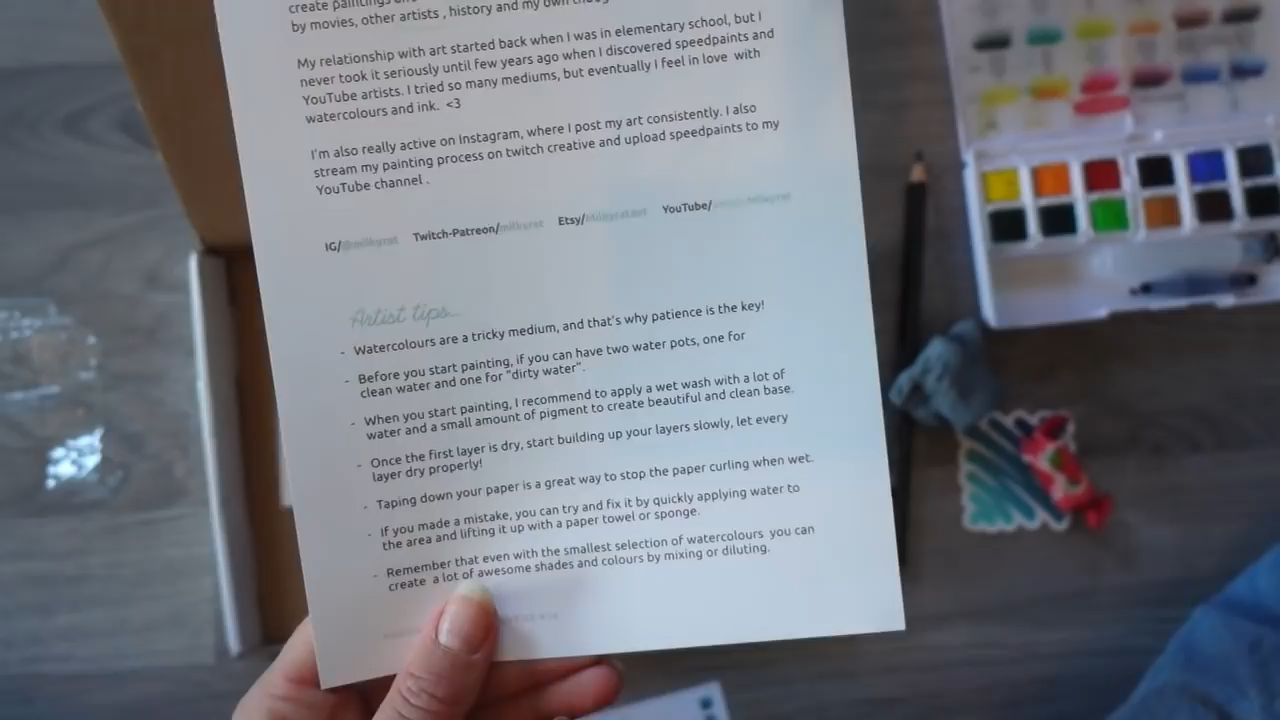 create paintings
by movies, other artists , history and my own
My relationship with art started back when I was in elementary school, but I
never took it seriously until few years ago when I discovered speedpaints and
YouTube artists. I tried so many mediums, but eventually I feel in love with
watercolours and ink. <3
I'm also really active on Instagram, where I post my art consistently. I also
stream my painting process on twitch creative and upload speedpaints to my
YouTube channel .
IG/@milkyrat Twitch-Patreon/milkyrat Etsy/Milkyratart YouTube/
Artist tips...
- Watercolours are a tricky medium, and that's why patience is the key!
- Before you start painting, if you can have two water pots, one for
clean water and one for "dirty water".
- When you start painting, I recommend to apply a wet wash with a lot of
water and a small amount of pigment to create beautiful and clean base.
- Once the first layer is dry, start building up your layers slowly, let every
layer dry properly!
- Taping down your paper is a great way to stop the paper curling when wet.
- If you made a mistake, you can try and fix it by quickly applying water to
the area and lifting it up with a paper towel or sponge.
- Remember that even with the smallest selection of watercolours you can
create a lot of awesome shades and colours by mixing or diluting.